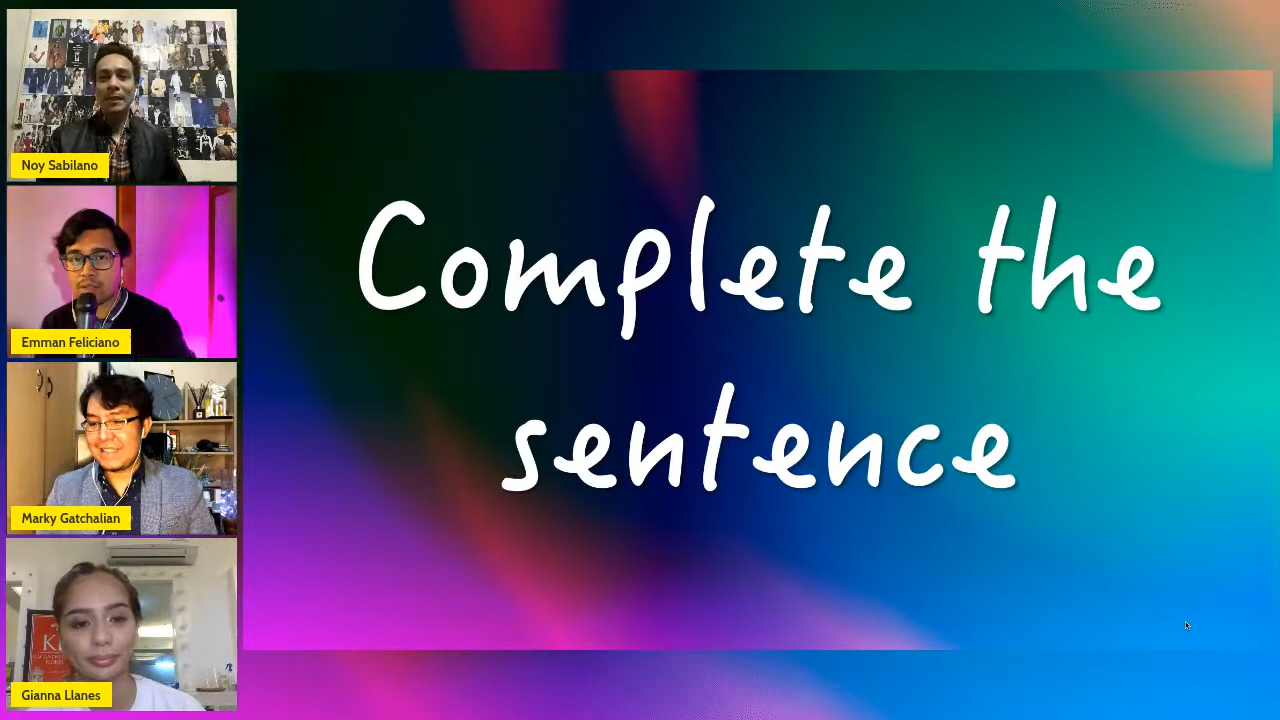 Noy Sabilano
Emman Feliciano
Marky Gatchalian
Gianna Llanes
Complete the
sentence